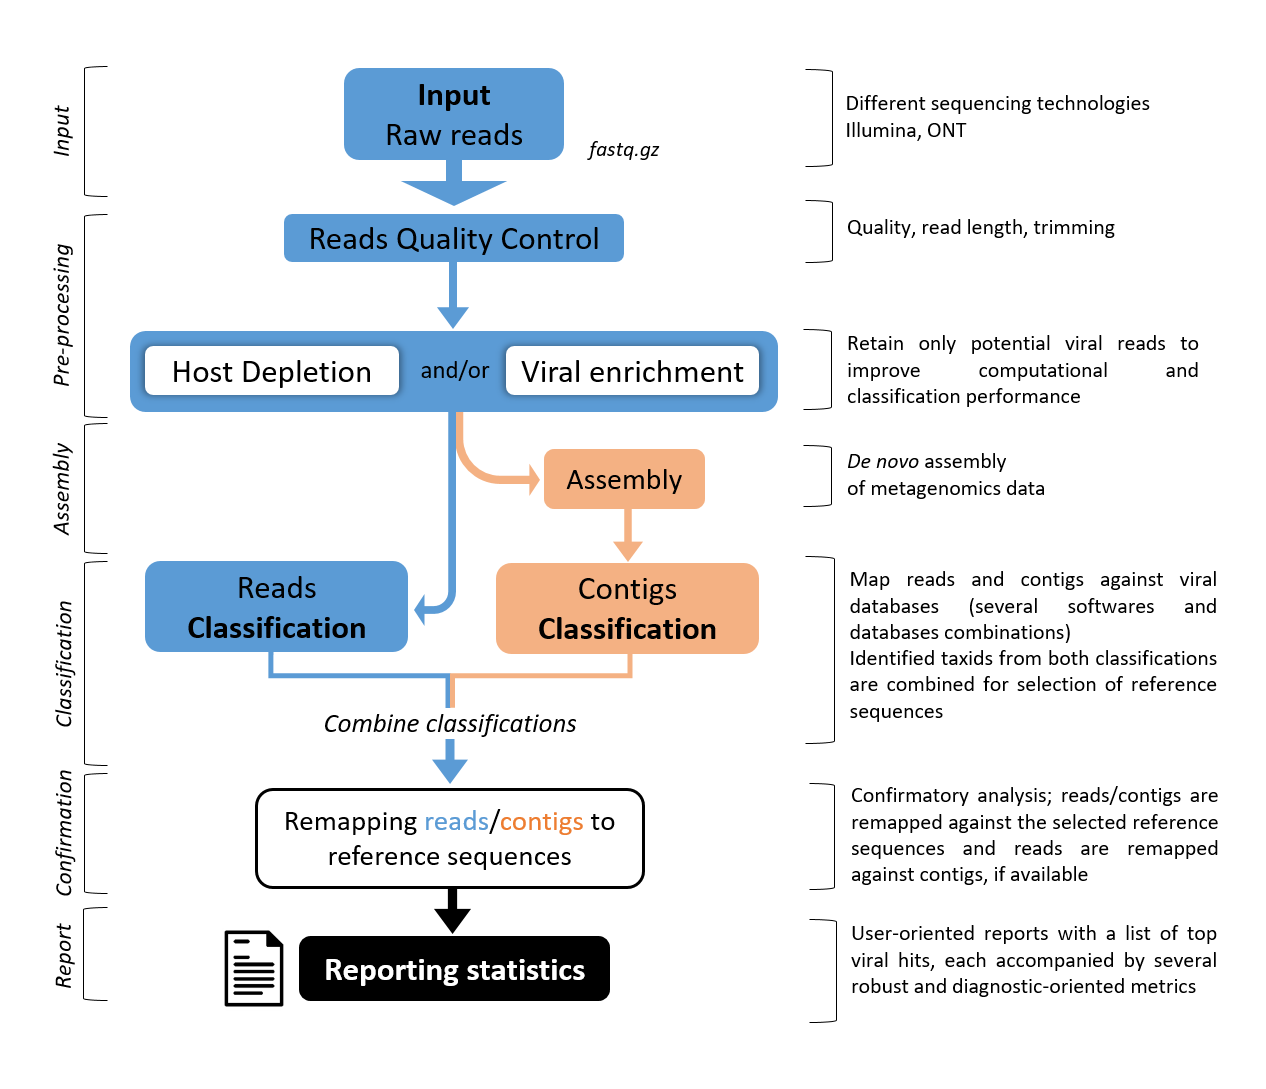 Input
Input
Raw reads
fastq.gz
Different sequencing technologies
Illumina, ONT
Pre-processing
Reads Quality Control
Quality, read length, trimming
Host Depletion
and/or
Viral enrichment
Retain only potential viral reads to
improve computational and
classification performance
Assembly
Assembly
De novo assembly
of metagenomics data
Classification
Reads
Classification
Contigs
Classification
Combine classifications
Map reads and contigs against viral
databases (several softwares and
databases combinations)
Identified taxids from both classifications
are combined for selection of reference
sequences
Confirmation
Remapping reads/contigs to
reference sequences
Confirmatory analysis; reads/contigs are
remapped against the selected reference
sequences and reads are remapped
against contigs, if available
Report
Reporting statistics
User-oriented reports with a list of top
viral hits, each accompanied by several
robust and diagnostic-oriented metrics